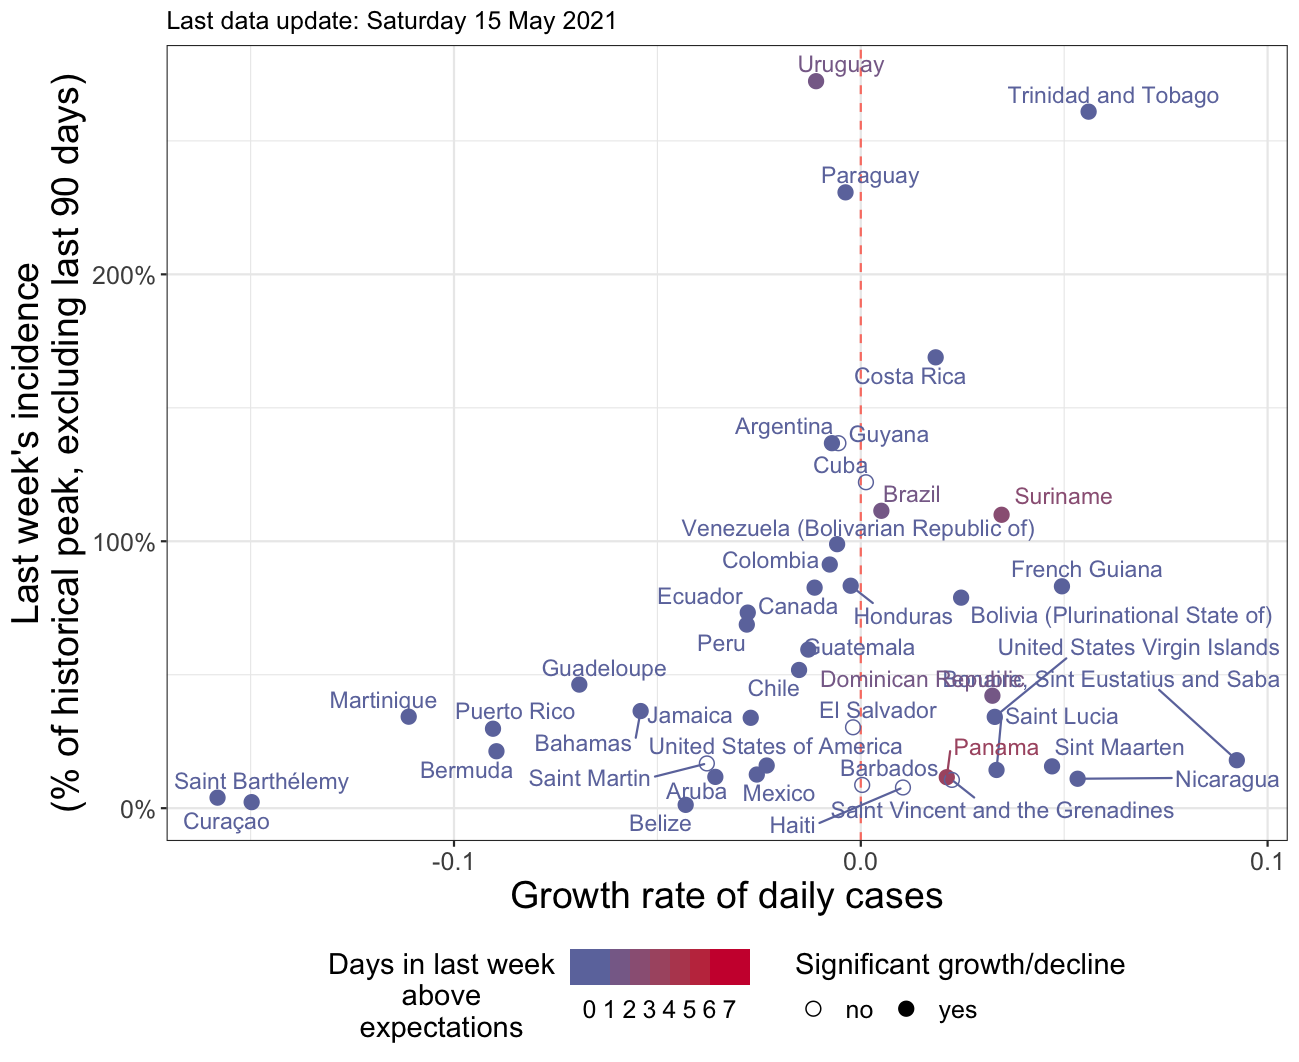 Last data update: Saturday 15 May 2021
Last week's incidence
(% of historical peak, excluding last 90 days)
Uruguay
Trinidad and Tobago
Paraguay
200%
Costa Rica
Argentina
Guyana
Cuba
Brazil
Suriname
Venezuela (Bolivarian Republic of)
100%
Colombia
French Guiana
Ecuador
Canada
Honduras
Bolivia (Plurinational State of)
Peru
Guatemala
United States Virgin Islands
Guadeloupe
Chile
Dominican Republic
Bonaire, Sint Eustatius and Saba
Martinique
Puerto Rico
Jamaica
El Salvador
Saint Lucia
Bahamas
United States of America
Panama
Sint Maarten
Bermuda
Saint Martin
Barbados
Nicaragua
Saint Barthélemy
Aruba
Mexico
Saint Vincent and the Grenadines
0%
Curaçao
Belize
Haiti
-0.1
0.0
0.1
Growth rate of daily cases
Days in last week
above
expectations
0 1 2 3 4 5 6 7
Significant growth/decline
no
yes